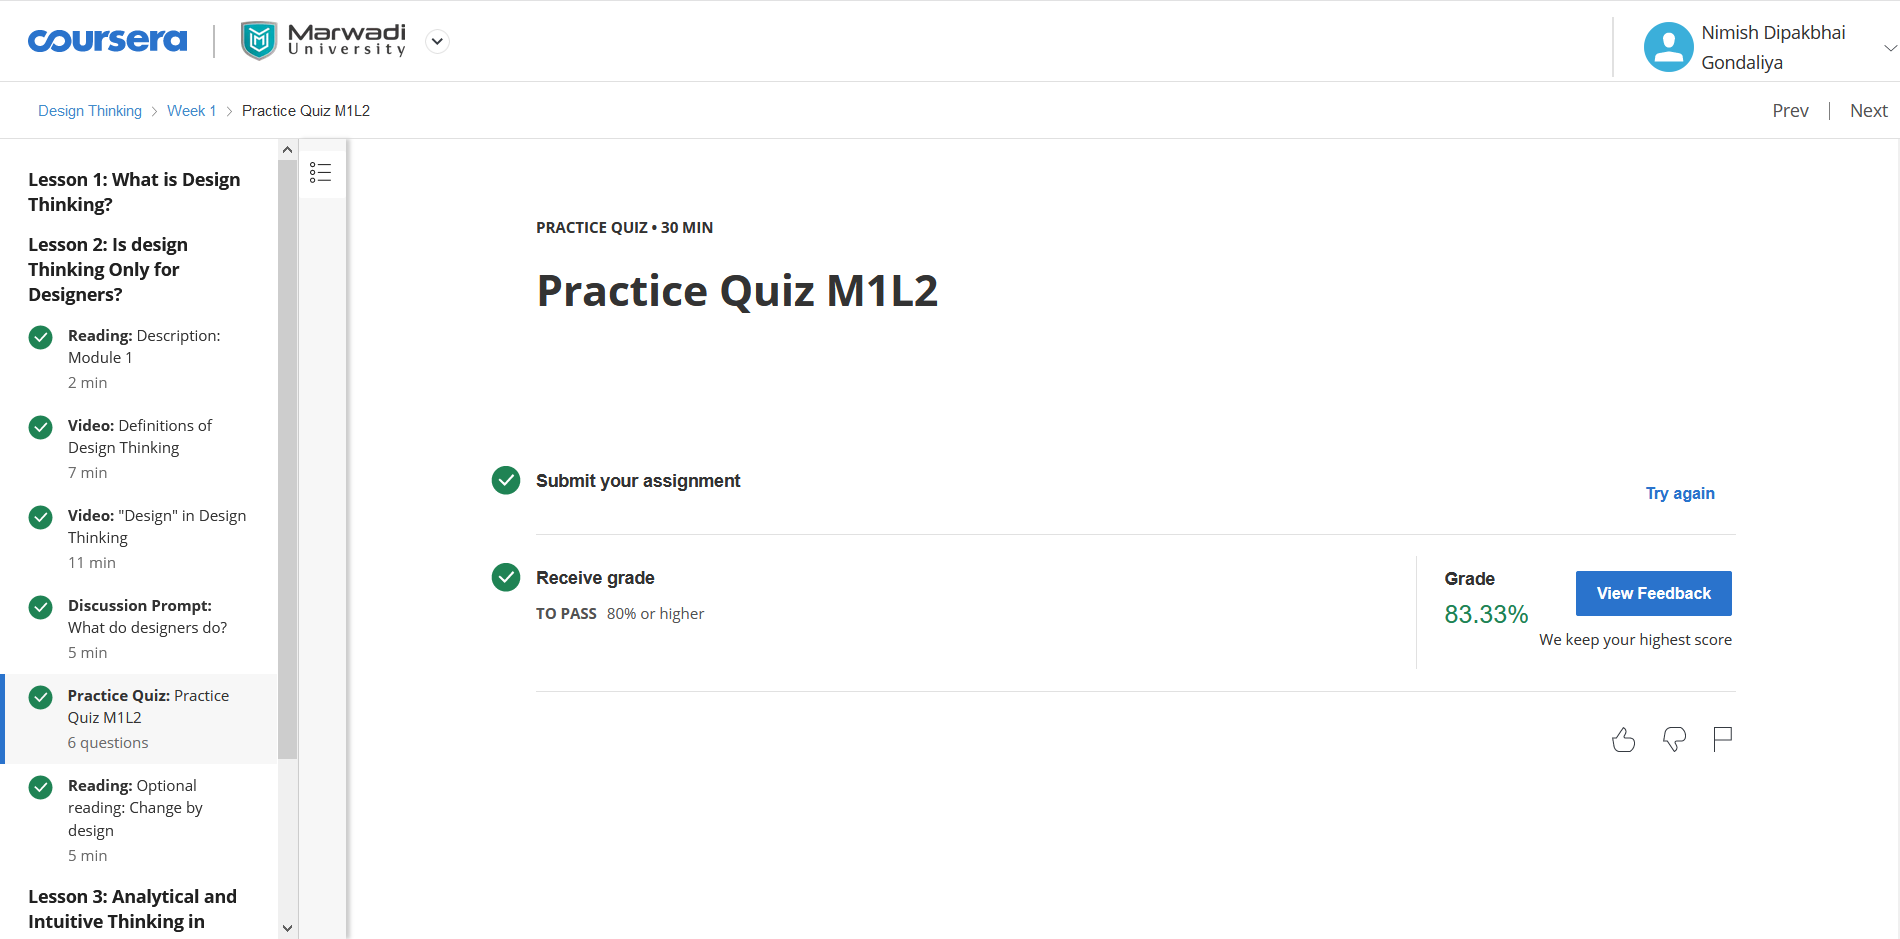 coursera
Marwadi
University
Nimish Dipakbhai
Gondaliya
Design Thinking > Week 1 > Practice Quiz M1L2
Prev | Next
Lesson 1: What is Design
Thinking?
Lesson 2: Is design
Thinking Only for
Designers?
Reading: Description:
Module 1
2 min
Video: Definitions of
Design Thinking
7 min
Video: "Design" in Design
Thinking
11 min
Discussion Prompt:
What do designers do?
5 min
Practice Quiz: Practice
Quiz M1L2
6 questions
Reading: Optional
reading: Change by
design
5 min
Lesson 3: Analytical and
Intuitive Thinking in
PRACTICE QUIZ • 30 MIN
Practice Quiz M1L2
Submit your assignment
Try again
Receive grade
TO PASS 80% or higher
Grade
83.33%
View Feedback
We keep your highest score